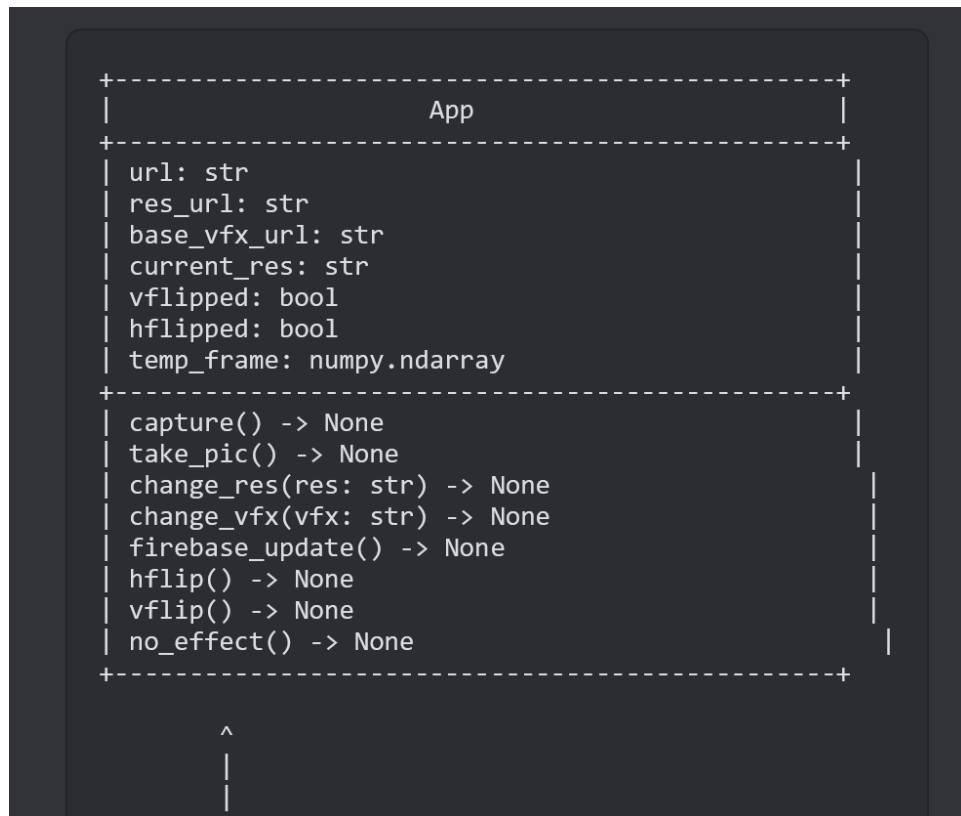 +------------------------------------------------+
|                     App                        |
+------------------------------------------------+
| url: str                                        |
| res_url: str                                    |
| base_vfx_url: str                               |
| current_res: str                                |
| vflipped: bool                                  |
| hflipped: bool                                  |
| temp_frame: numpy.ndarray                       |
+------------------------------------------------+
| capture() -> None                               |
| take_pic() -> None                              |
| change_res(res: str) -> None                     |
| change_vfx(vfx: str) -> None                     |
| firebase_update() -> None                        |
| hflip() -> None                                  |
| vflip() -> None                                  |
| no_effect() -> None                               |
+------------------------------------------------+
        ^
        |
        |